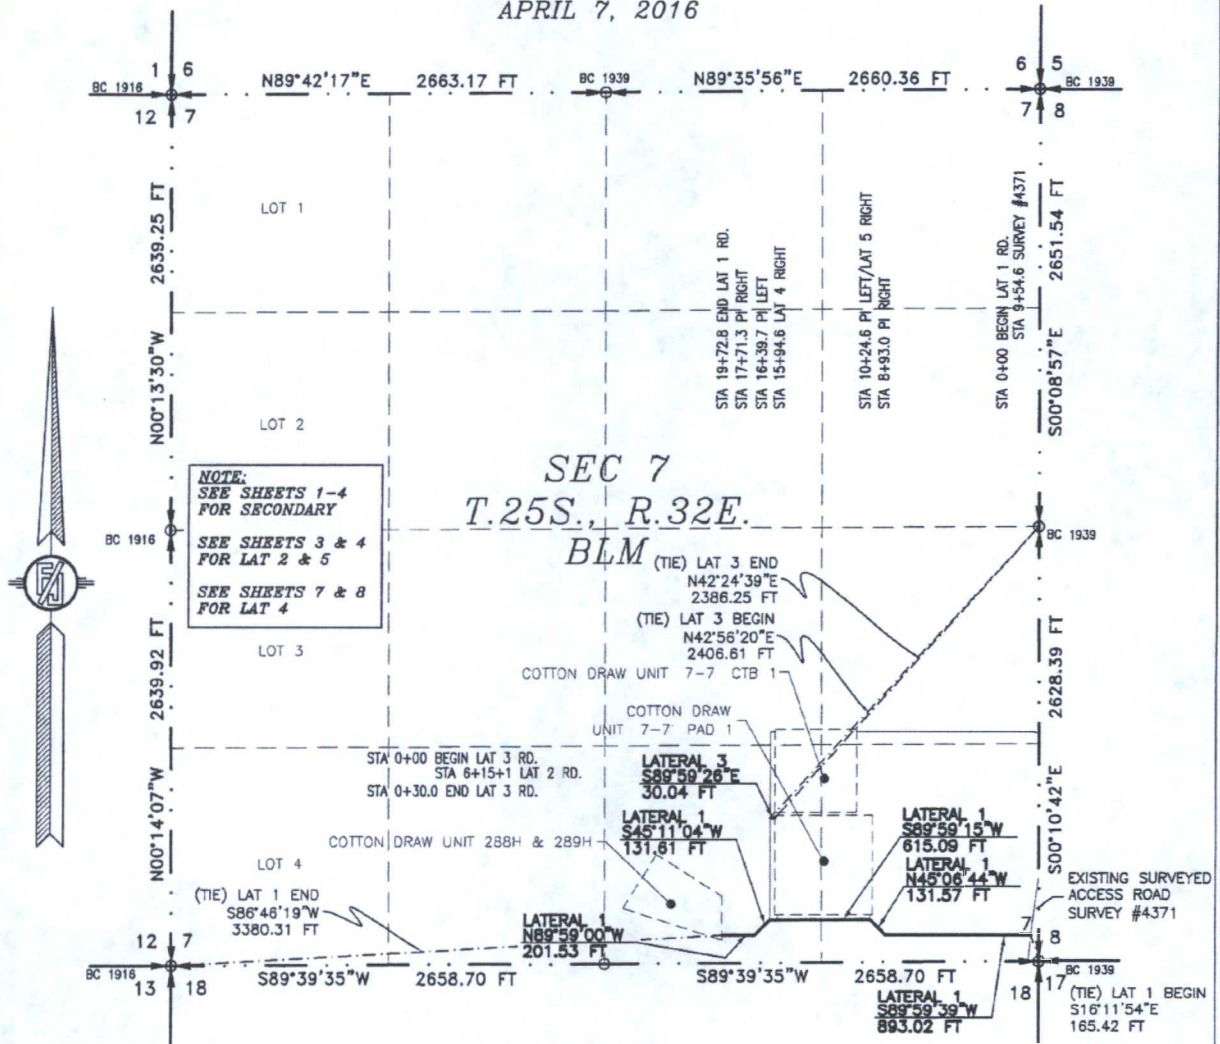 APRIL 7, 2016
1 6
BC 1916
12 7
N89°42'17"E 2663.17 FT
BC 1939
N89°35'56"E 2660.36 FT
6 5
BC 1939
7 8
N00°13'30"W 2639.25 FT
LOT 1
LOT 2
STA 19+72.8 END LAT 1 RD.
STA 17+71.3 PI RIGHT
STA 16+39.7 PI LEFT
STA 15+94.6 LAT 4 RIGHT
STA 10+24.6 PI LEFT/LAT 5 RIGHT
STA 8+93.0 PI RIGHT
STA 0+00 BEGIN LAT 1 RD.
STA 9+54.6 SURVEY #4371
S00°08'57"E 2651.54 FT
NOTE:
SEE SHEETS 1-4
FOR SECONDARY
SEE SHEETS 3 & 4
FOR LAT 2 & 5
SEE SHEETS 7 & 8
FOR LAT 4
SEC 7
T.25S., R.32E.
BLM
BC 1916
BC 1939
(TIE) LAT 3 END
N42°24'39"E
2386.25 FT
(TIE) LAT 3 BEGIN
N42°56'20"E
2406.61 FT
COTTON DRAW UNIT 7-7 CTB 1
COTTON DRAW
UNIT 7-7 PAD 1
N00°14'07"W 2639.92 FT
LOT 3
S00°10'42"E 2628.39 FT
STA 0+00 BEGIN LAT 3 RD.
STA 6+15+1 LAT 2 RD.
STA 0+30.0 END LAT 3 RD.
LATERAL 3
S89°59'26"E
30.04 FT
LATERAL 1
S45°11'04"W
131.61 FT
LATERAL 1
S89°59'15"W
615.09 FT
LATERAL 1
N45°06'44"W
131.57 FT
COTTON DRAW UNIT 288H & 289H
LOT 4
(TIE) LAT 1 END
S86°46'19"W
3380.31 FT
LATERAL 1
N89°59'00"W
201.53 FT
EXISTING SURVEYED
ACCESS ROAD
SURVEY #4371
12 7
BC 1916
13 18
S89°39'35"W 2658.70 FT
S89°39'35"W 2658.70 FT
7 8
BC 1939
18 17
LATERAL 1
S89°59'39"W
893.02 FT
(TIE) LAT 1 BEGIN
S16°11'54"E
165.42 FT